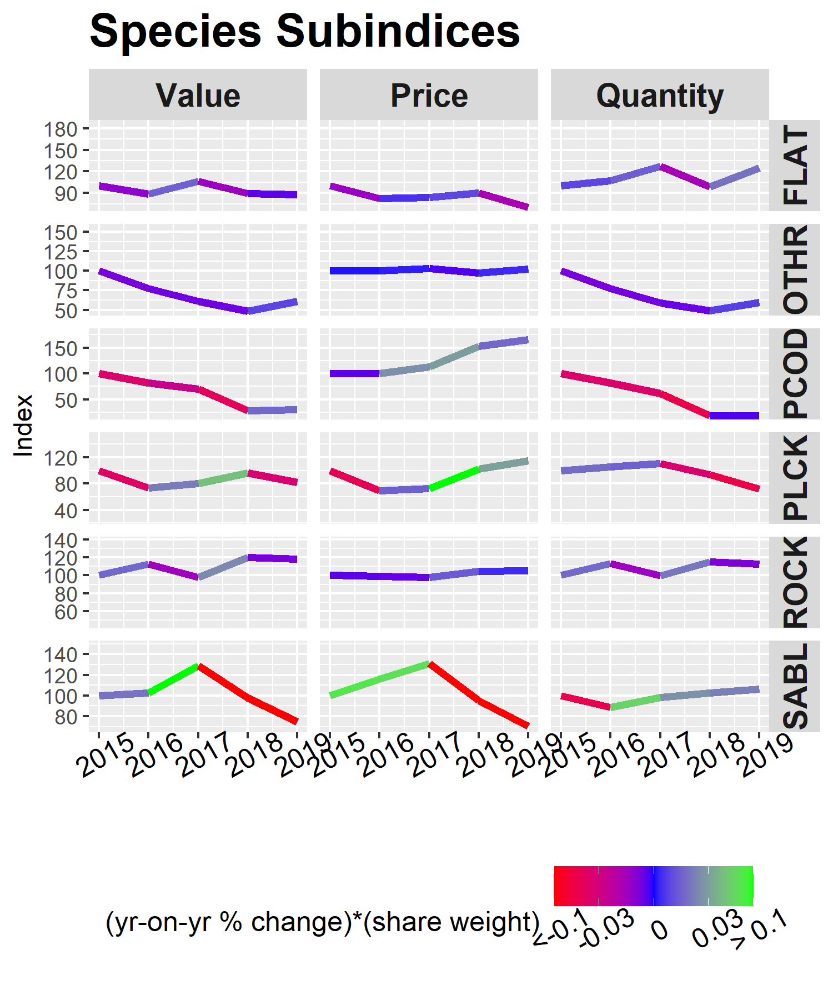 Species Subindices
Value Price Quantity
180
150
120
90
FLAT
150
125
100
75
50
OTHR
150
100
50
PCOD
120
80
40
PLCK
140
120
100
80
60
ROCK
140
120
100
80
SABL
Index
2015 2016 2017 2018 2019 2015 2016 2017 2018 2019 2015 2016 2017 2018 2019
(yr-on-yr % change)*(share weight)
<-0.1 -0.03 0 0.03 > 0.1